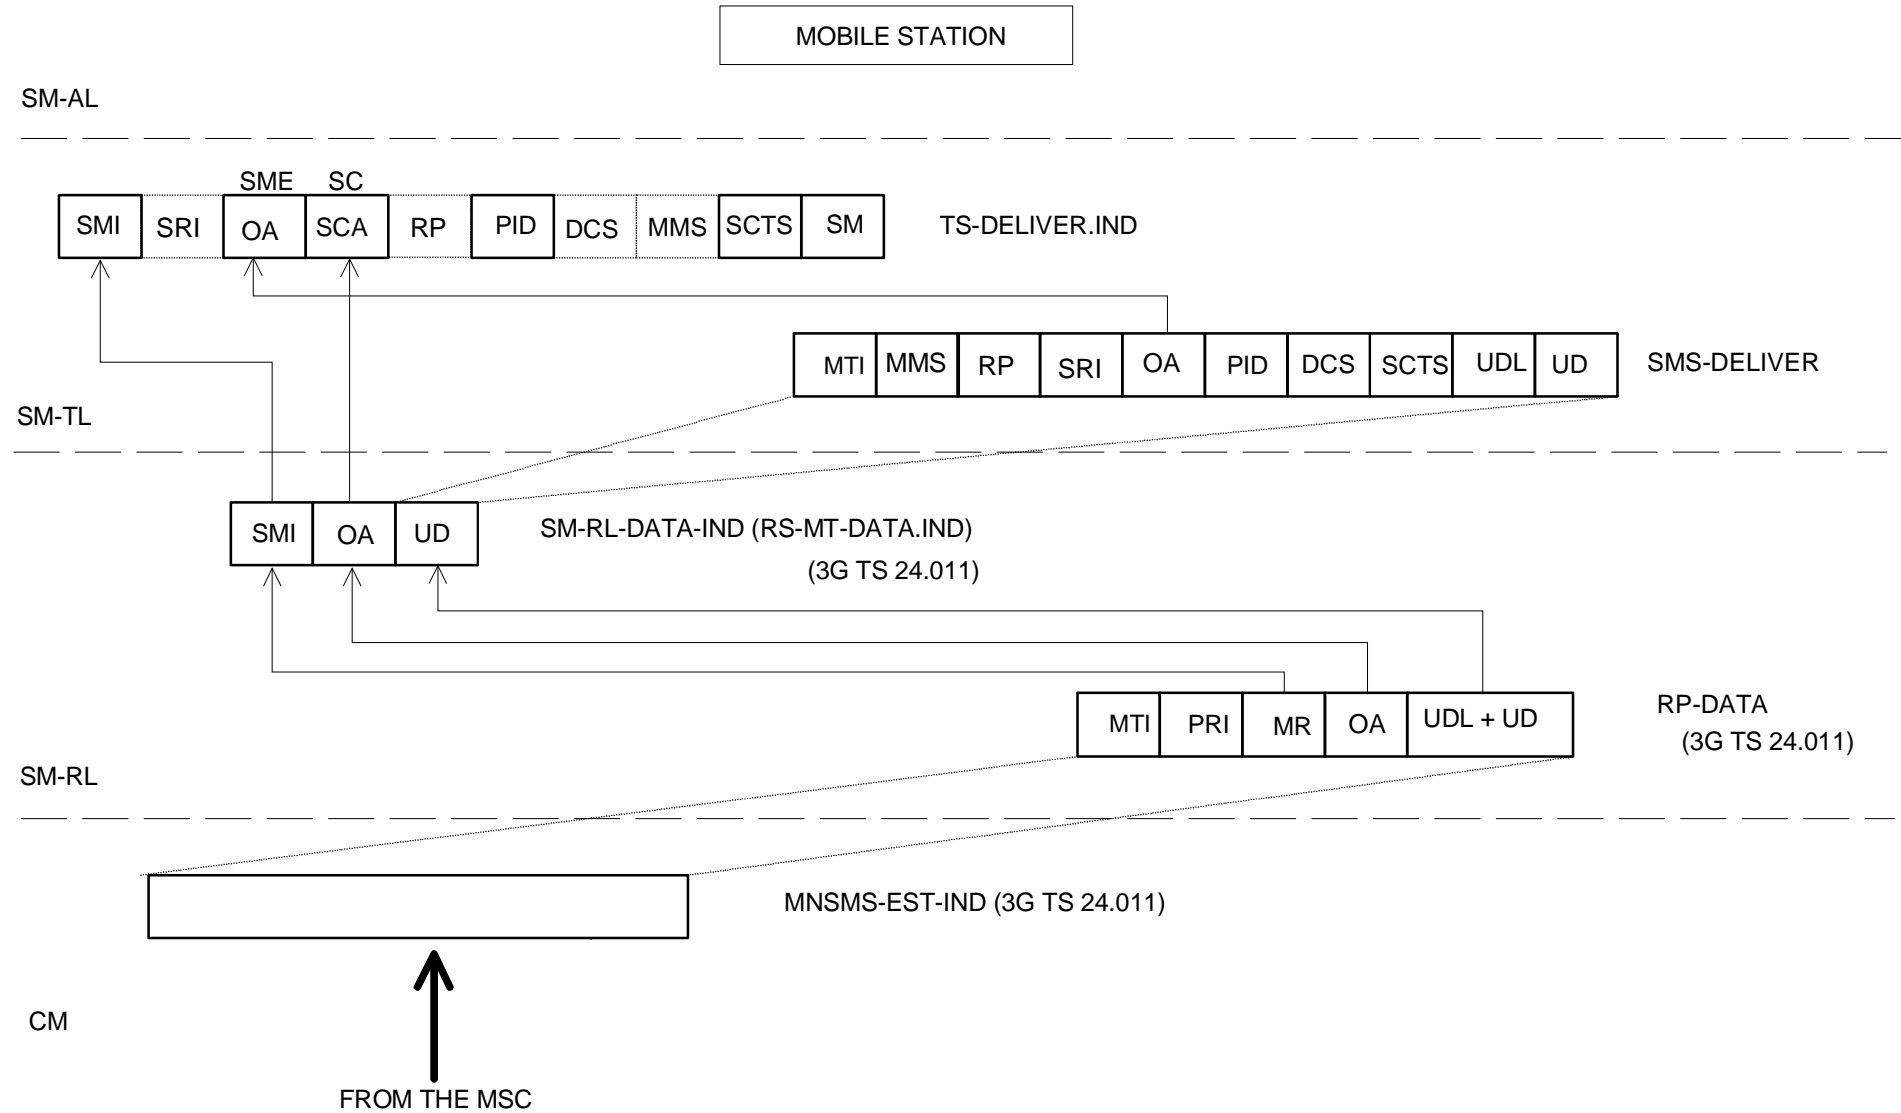 MOBILE STATION
SM-AL
SME SC
SMI SRI OA SCA RP PID DCS MMS SCTS SM TS-DELIVER.IND
MTI MMS RP SRI OA PID DCS SCTS UDL UD SMS-DELIVER
SM-TL
SMI OA UD SM-RL-DATA-IND (RS-MT-DATA.IND)
(3G TS 24.011)
MTI PRI MR OA UDL + UD RP-DATA
(3G TS 24.011)
SM-RL
MNSMS-EST-IND (3G TS 24.011)
CM
FROM THE MSC